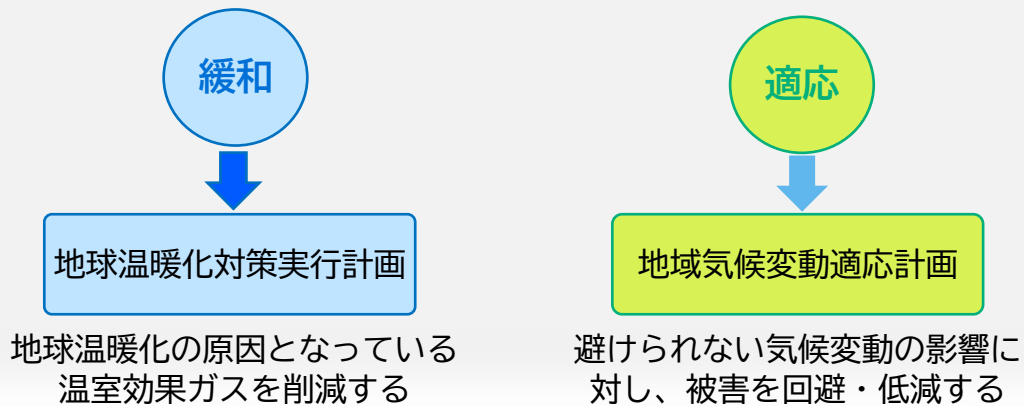 緩和
地球温暖化対策実行計画
地球温暖化の原因となっている
温室効果ガスを削減する
適応
地域気候変動適応計画
避けられない気候変動の影響に
対し、被害を回避・低減する